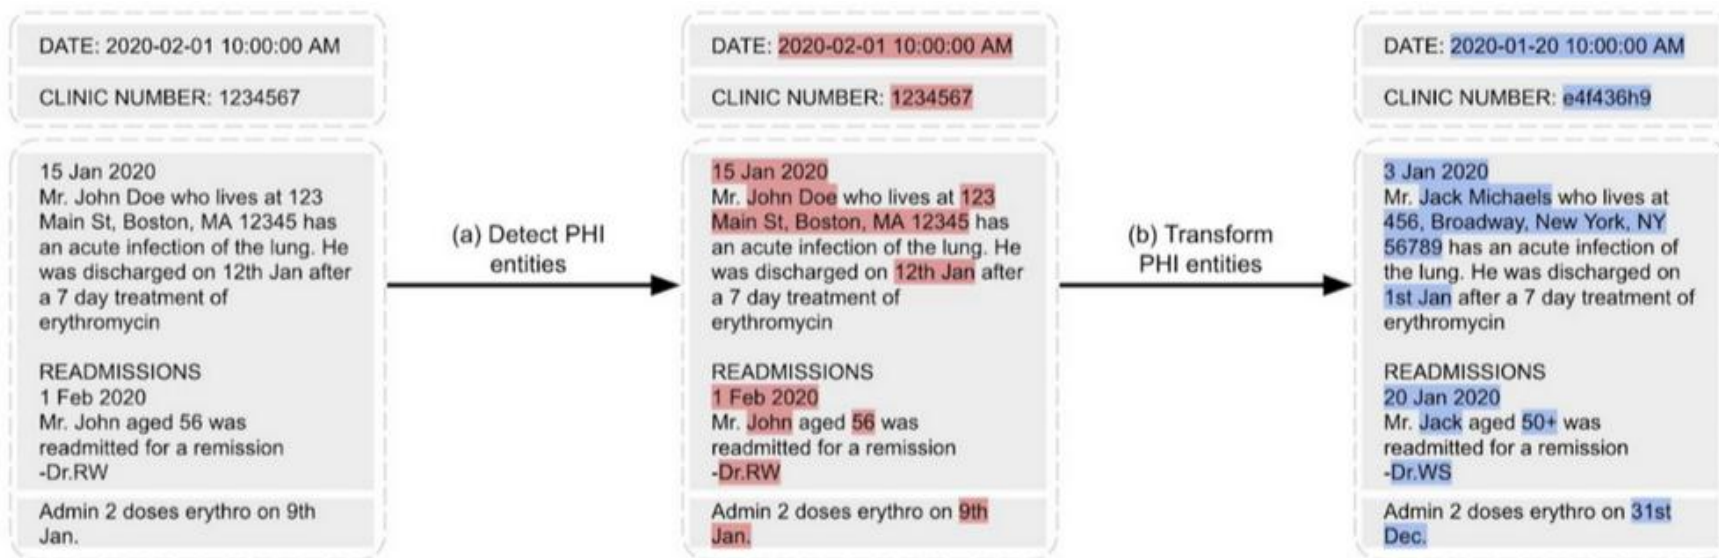 DATE: 2020-02-01 10:00:00 AM
CLINIC NUMBER: 1234567
15 Jan 2020
Mr. John Doe who lives at 123
Main St, Boston, MA 12345 has
an acute infection of the lung. He
was discharged on 12th Jan after
a 7 day treatment of
erythromycin
READMISSIONS
1 Feb 2020
Mr. John aged 56 was
readmitted for a remission
-Dr.RW
Admin 2 doses erythro on 9th
Jan.
(a) Detect PHI
entities
DATE: 2020-02-01 10:00:00 AM
CLINIC NUMBER: 1234567
15 Jan 2020
Mr. John Doe who lives at 123
Main St, Boston, MA 12345 has
an acute infection of the lung. He
was discharged on 12th Jan after
a 7 day treatment of
erythromycin
READMISSIONS
1 Feb 2020
Mr. John aged 56 was
readmitted for a remission
-Dr.RW
Admin 2 doses erythro on 9th
Jan.
(b) Transform
PHI entities
DATE: 2020-01-20 10:00:00 AM
CLINIC NUMBER: e4f436h9
3 Jan 2020
Mr. Jack Michaels who lives at
456, Broadway, New York, NY
56789 has an acute infection of
the lung. He was discharged on
1st Jan after a 7 day treatment of
erythromycin
READMISSIONS
20 Jan 2020
Mr. Jack aged 50+ was
readmitted for a remission
-Dr.WS
Admin 2 doses erythro on 31st
Dec.